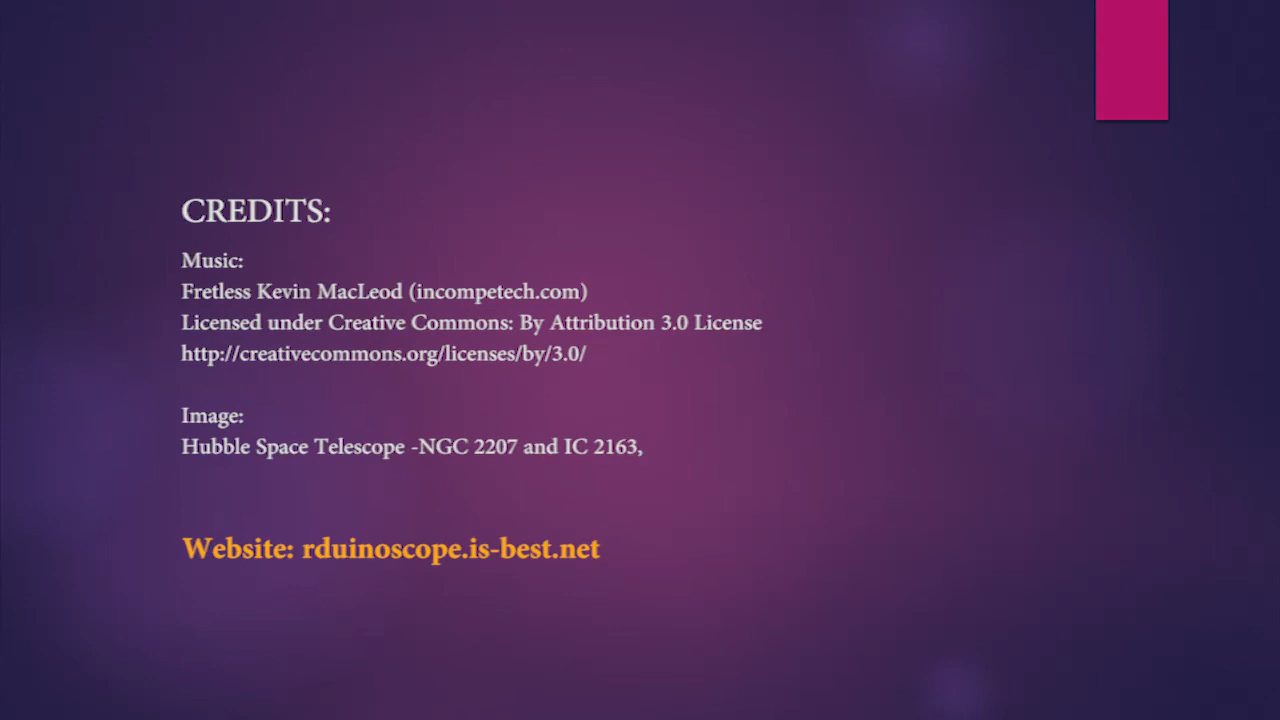 CREDITS:
Music:
Fretless Kevin MacLeod (incompetech.com)
Licensed under Creative Commons: By Attribution 3.0 License
http://creativecommons.org/licenses/by/3.0/
Image:
Hubble Space Telescope -NGC 2207 and IC 2163,
Website: rduinoscope.is-best.net